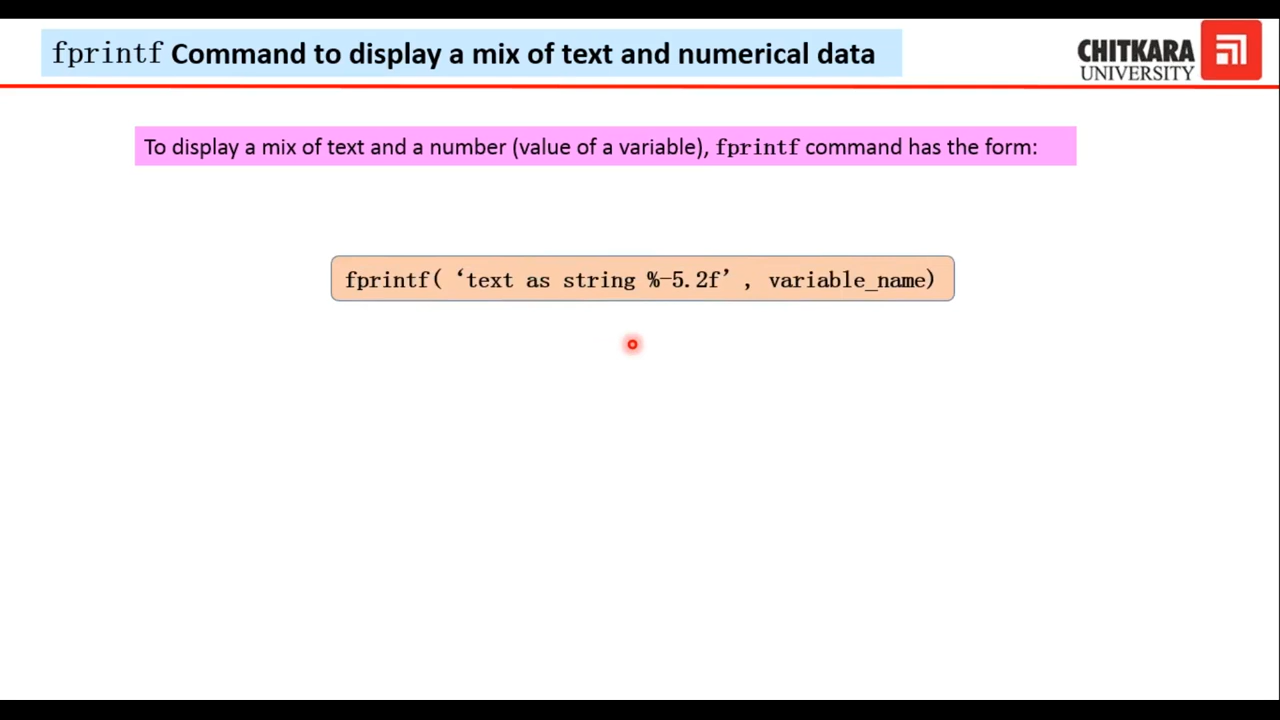 fprintf Command to display a mix of text and numerical data
CHITKARA
UNIVERSITY
To display a mix of text and a number (value of a variable), fprintf command has the form:
fprintf( ‘text as string %-5.2f’ , variable_name)